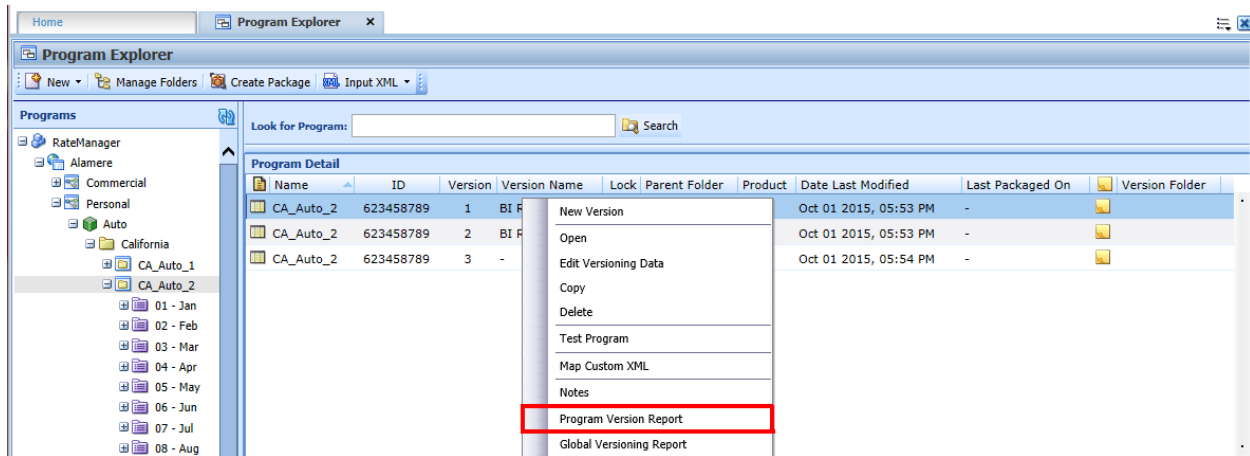 Home
Program Explorer
Program Explorer
New
Manage Folders
Create Package
Input XML
Programs
RateManager
Alamere
Commercial
Personal
Auto
California
CA_Auto_1
CA_Auto_2
01 - Jan
02 - Feb
03 - Mar
04 - Apr
05 - May
06 - Jun
07 - Jul
08 - Aug
Look for Program:
Search
Program Detail
Name ID Version Version Name Lock Parent Folder Product Date Last Modified Last Packaged On Version Folder
CA_Auto_2 623458789 1 BI Oct 01 2015, 05:53 PM -
CA_Auto_2 623458789 2 BI Oct 01 2015, 05:53 PM -
CA_Auto_2 623458789 3 - Oct 01 2015, 05:54 PM -
New Version
Open
Edit Versioning Data
Copy
Delete
Test Program
Map Custom XML
Notes
Program Version Report
Global Versioning Report